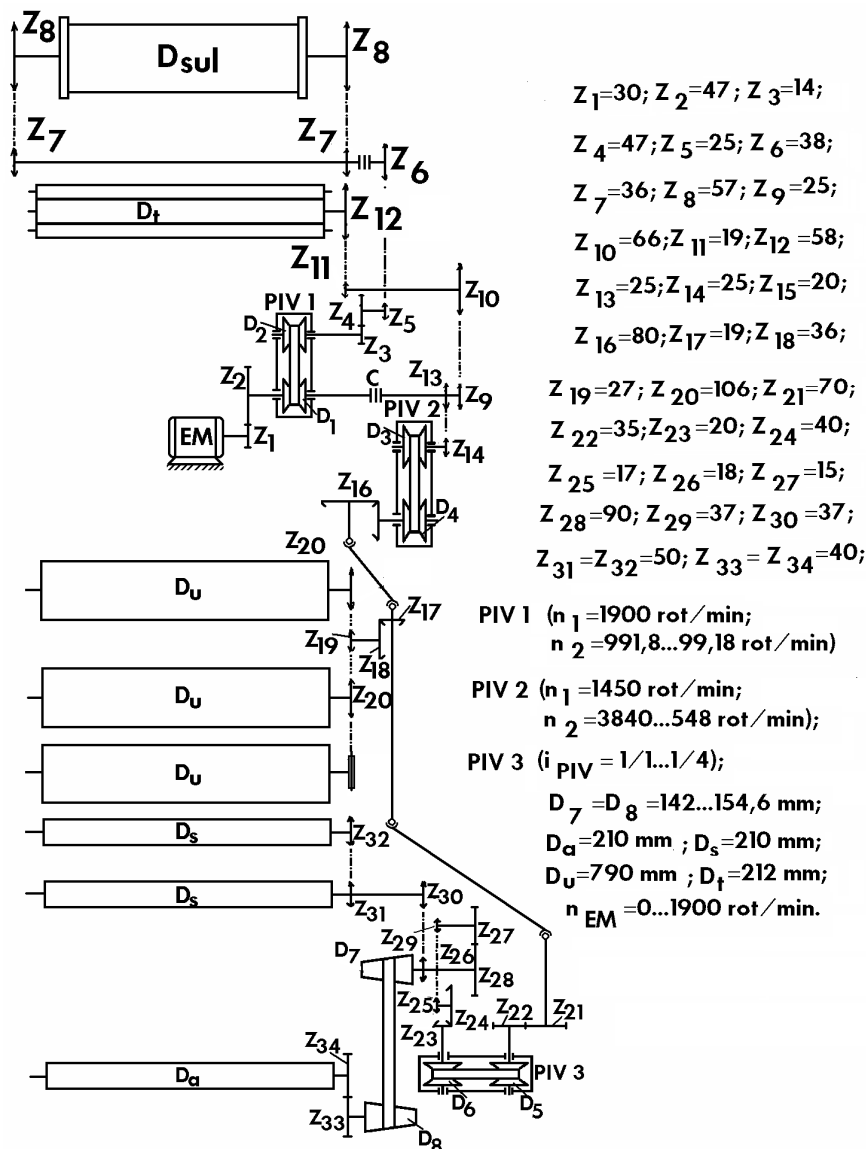 Z8
Dsul
Z8
Z7
Z7
Z6
Dt
Z12
Z11
PIV 1
Z10
D2
Z4
Z5
Z3
Z2
C
Z13
Z9
D1
PIV 2
EM
Z1
D3
Z14
Z16
D4
Z20
Du
Z17
Z19
Z18
Du
Z20
Du
Ds
Z32
Ds
Z31
Z30
Z29
Z27
Z26
D7
Z28
Z25
Z24
Z22
Z21
Z23
Z34
PIV 3
Da
D6
D5
Z33
D8
Z1=30; Z2=47; Z3=14;
Z4=47; Z5=25; Z6=38;
Z7=36; Z8=57; Z9=25;
Z10=66; Z11=19; Z12=58;
Z13=25; Z14=25; Z15=20;
Z16=80; Z17=19; Z18=36;
Z19=27; Z20=106; Z21=70;
Z22=35; Z23=20; Z24=40;
Z25=17; Z26=18; Z27=15;
Z28=90; Z29=37; Z30=37;
Z31=Z32=50; Z33=Z34=40;
PIV 1 (n1=1900 rot/min;
n2=991,8...99,18 rot/min)
PIV 2 (n1=1450 rot/min;
n2=3840...548 rot/min);
PIV 3 (iPIV = 1/1...1/4);
D7=D8=142...154,6 mm;
Da=210 mm ; Ds=210 mm;
Du=790 mm ; Dt=212 mm;
nEM=0...1900 rot/min.